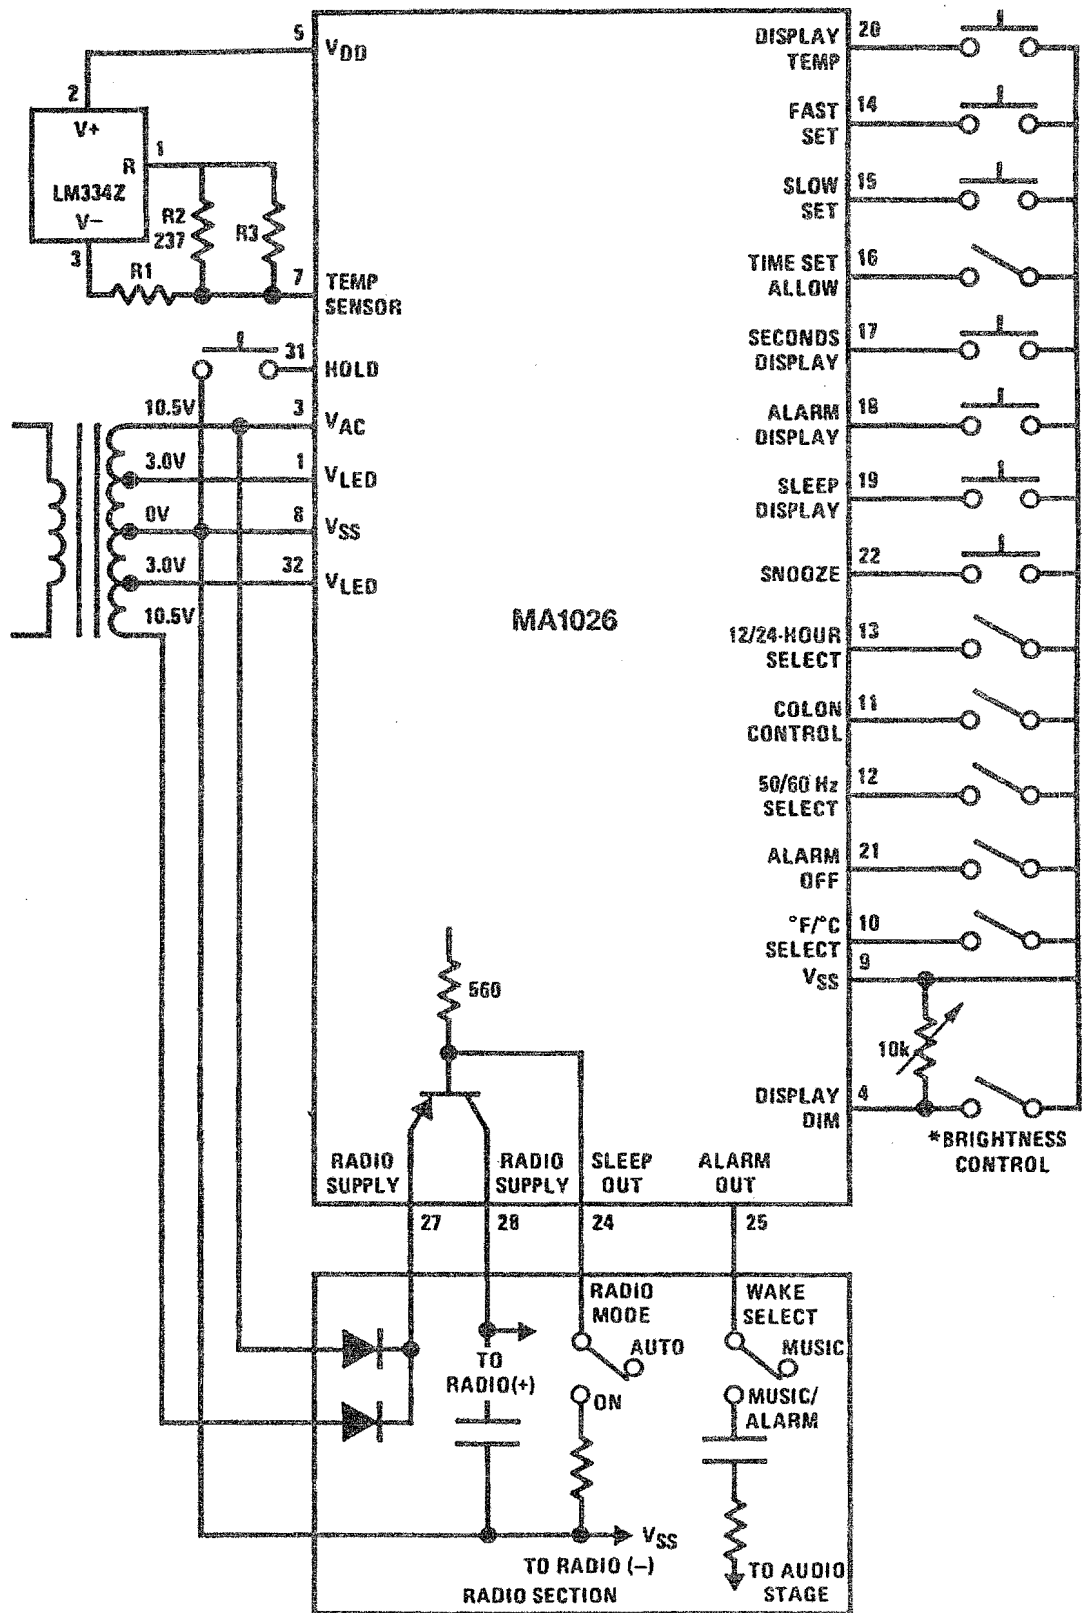 5
VDD
2
V+
1
R
LM334Z
V−
3
R1
R2
237
R3
7
TEMP
SENSOR
31
HOLD
10.5V
3
VAC
3.0V
1
VLED
0V
8
VSS
3.0V
32
VLED
10.5V
MA1026
DISPLAY
TEMP
20
FAST
SET
14
SLOW
SET
15
TIME SET
ALLOW
16
SECONDS
DISPLAY
17
ALARM
DISPLAY
18
SLEEP
DISPLAY
19
SNOOZE
22
12/24-HOUR
SELECT
13
COLON
CONTROL
11
50/60 Hz
SELECT
12
ALARM
OFF
21
°F/°C
SELECT
10
VSS
9
10k
DISPLAY
DIM
4
*BRIGHTNESS
CONTROL
560
RADIO
SUPPLY
RADIO
SUPPLY
SLEEP
OUT
ALARM
OUT
27
28
24
25
RADIO
MODE
AUTO
ON
WAKE
SELECT
MUSIC
MUSIC/
ALARM
TO
RADIO(+)
VSS
TO RADIO (−)
RADIO SECTION
TO AUDIO
STAGE